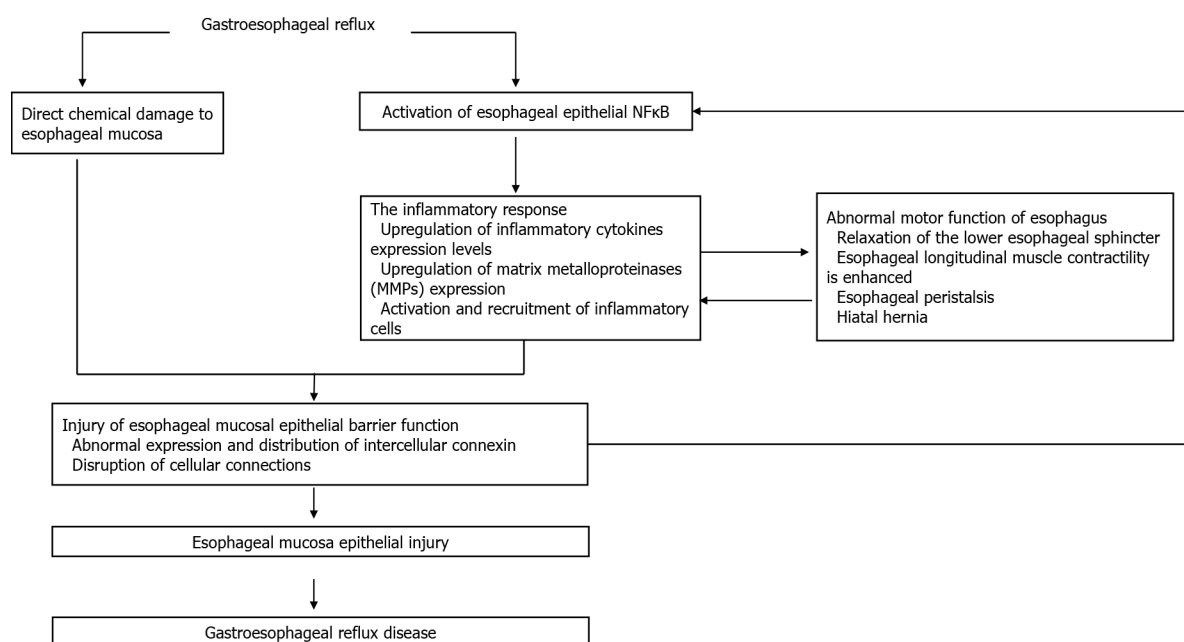 Gastroesophageal reflux
Direct chemical damage to
esophageal mucosa
Activation of esophageal epithelial NFκB
The inflammatory response
Upregulation of inflammatory cytokines
expression levels
Upregulation of matrix metalloproteinases
(MMPs) expression
Activation and recruitment of inflammatory
cells
Abnormal motor function of esophagus
Relaxation of the lower esophageal sphincter
Esophageal longitudinal muscle contractility
is enhanced
Esophageal peristalsis
Hiatal hernia
Injury of esophageal mucosal epithelial barrier function
Abnormal expression and distribution of intercellular connexin
Disruption of cellular connections
Esophageal mucosa epithelial injury
Gastroesophageal reflux disease